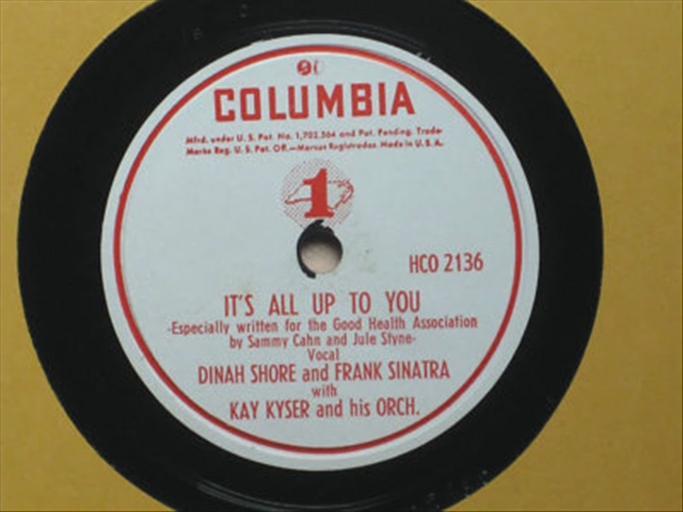 COLUMBIA
Mfrd. under U. S. Pat. No. 1,702,564 and Pat. Pending. Trade-
Marks Reg. U. S. Pat. Off.—Marcas Registradas. Made in U. S. A.
1
HCO 2136
IT'S ALL UP TO YOU
-Especially written for the Good Health Association
by Sammy Cahn and Jule Styne-
Vocal
DINAH SHORE and FRANK SINATRA
with
KAY KYSER and his ORCH.